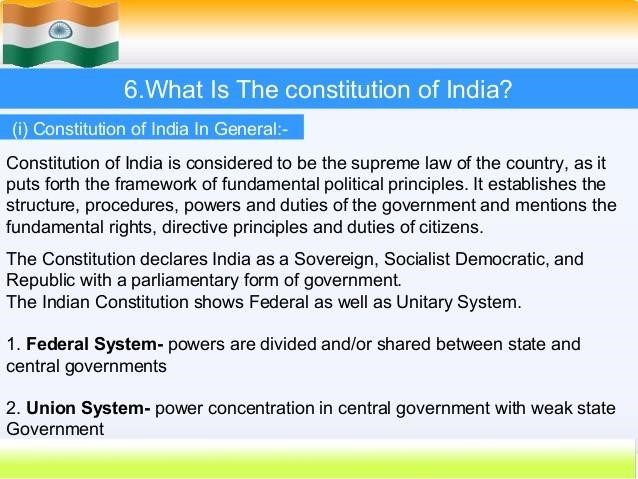 6.What Is The constitution of India?
(i) Constitution of India In General:-
Constitution of India is considered to be the supreme law of the country, as it
puts forth the framework of fundamental political principles. It establishes the
structure, procedures, powers and duties of the government and mentions the
fundamental rights, directive principles and duties of citizens.
The Constitution declares India as a Sovereign, Socialist Democratic, and
Republic with a parliamentary form of government.
The Indian Constitution shows Federal as well as Unitary System.
1. Federal System- powers are divided and/or shared between state and
central governments
2. Union System- power concentration in central government with weak state
Government